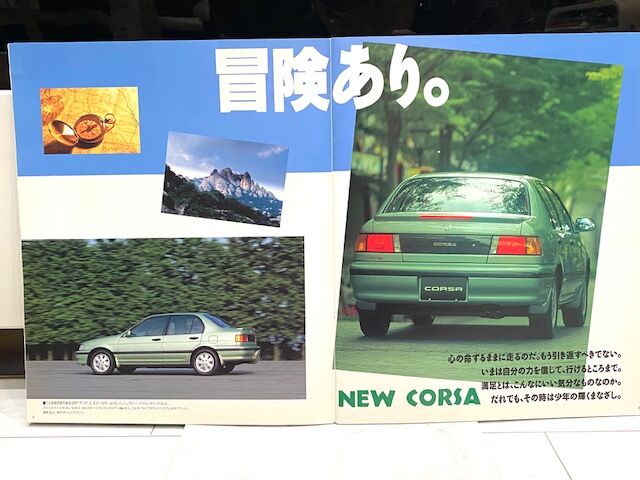 冒険あり。
CORSA
CORSA
心の命ずるままに走るのだ。もう引き返すべきでない。
いまは自分の力を信じて、行けるところまで。
満足とは、こんなにいい気分なものなのか。
だれでも、その時は少年の輝くまなざし。
NEW CORSA